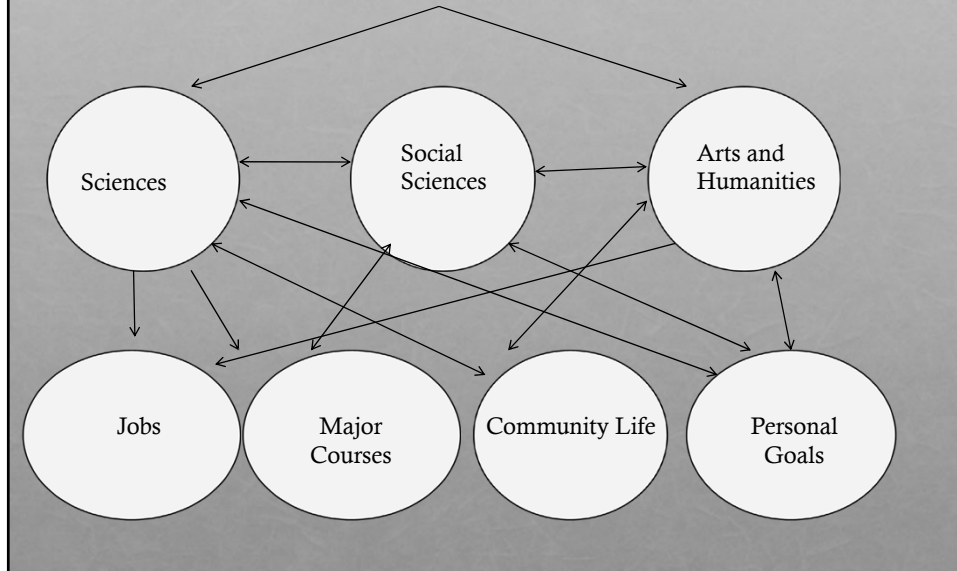 Sciences
Social
Sciences
Arts and
Humanities
Jobs
Major
Courses
Community Life
Personal
Goals